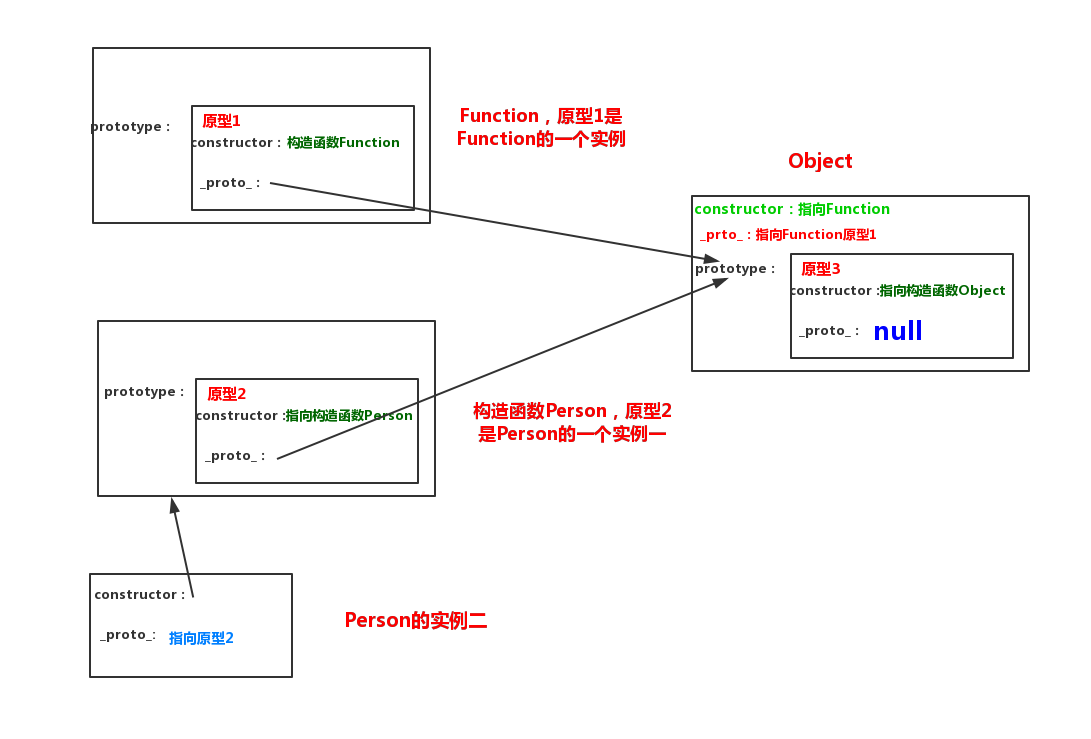 prototype :
原型1
constructor : 构造函数Function
_proto_ :
Function，原型1是
Function的一个实例
Object
constructor : 指向Function
_prto_ : 指向Function原型1
prototype :
原型3
constructor :指向构造函数Object
_proto_ : null
prototype :
原型2
constructor :指向构造函数Person
_proto_ :
构造函数Person，原型2
是Person的一个实例一
constructor :
_proto_: 指向原型2
Person的实例二